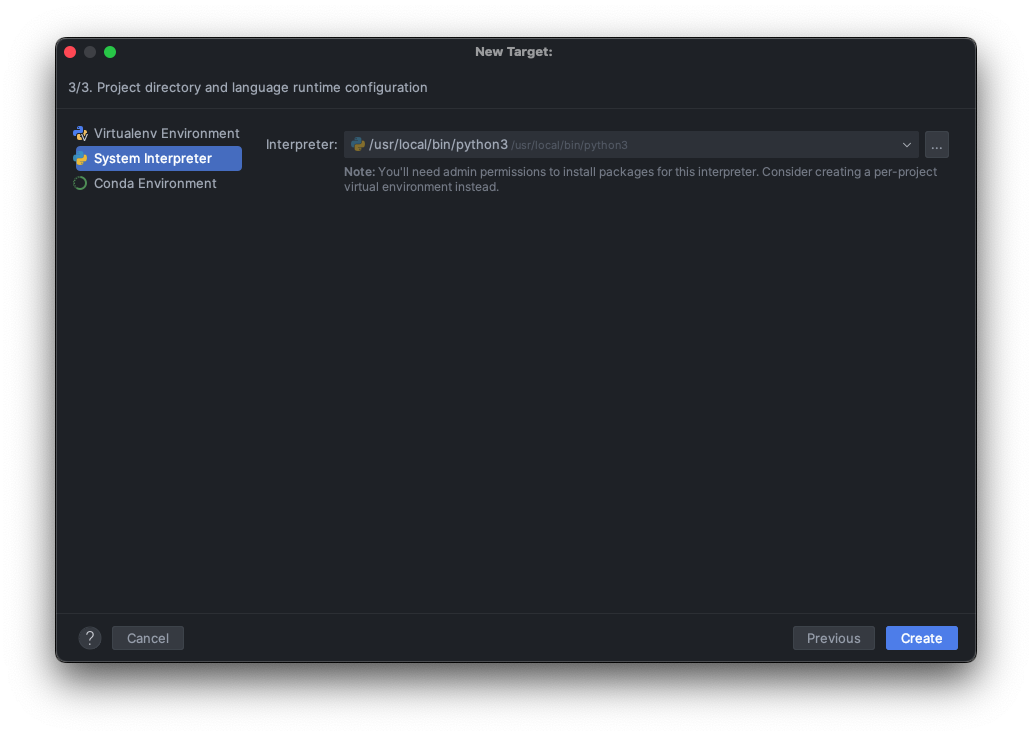 New Target:
3/3. Project directory and language runtime configuration
Virtualenv Environment
System Interpreter
Conda Environment
Interpreter: /usr/local/bin/python3 /usr/local/bin/python3 ...
Note: You'll need admin permissions to install packages for this interpreter. Consider creating a per-project
virtual environment instead.
? Cancel Previous Create